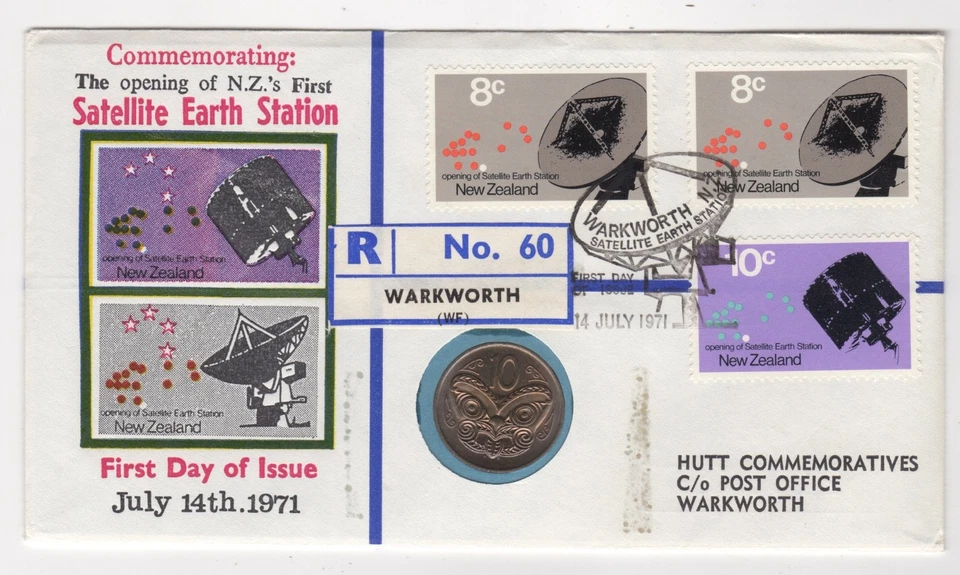 Commemorating:
The opening of N.Z.'s First
Satellite Earth Station
opening of Satellite Earth Station
New Zealand
opening of Satellite Earth Station
New Zealand
First Day of Issue
July 14th.1971
R No. 60
WARKWORTH
(WF)
10
8c
opening of Satellite Earth Station
New Zealand
8c
opening of Satellite Earth Station
New Zealand
WARKWORTH N.Z.
SATELLITE EARTH STATION
FIRST DAY
OF ISSUE
14 JULY 1971
10c
opening of Satellite Earth Station
New Zealand
HUTT COMMEMORATIVES
C/o POST OFFICE
WARKWORTH